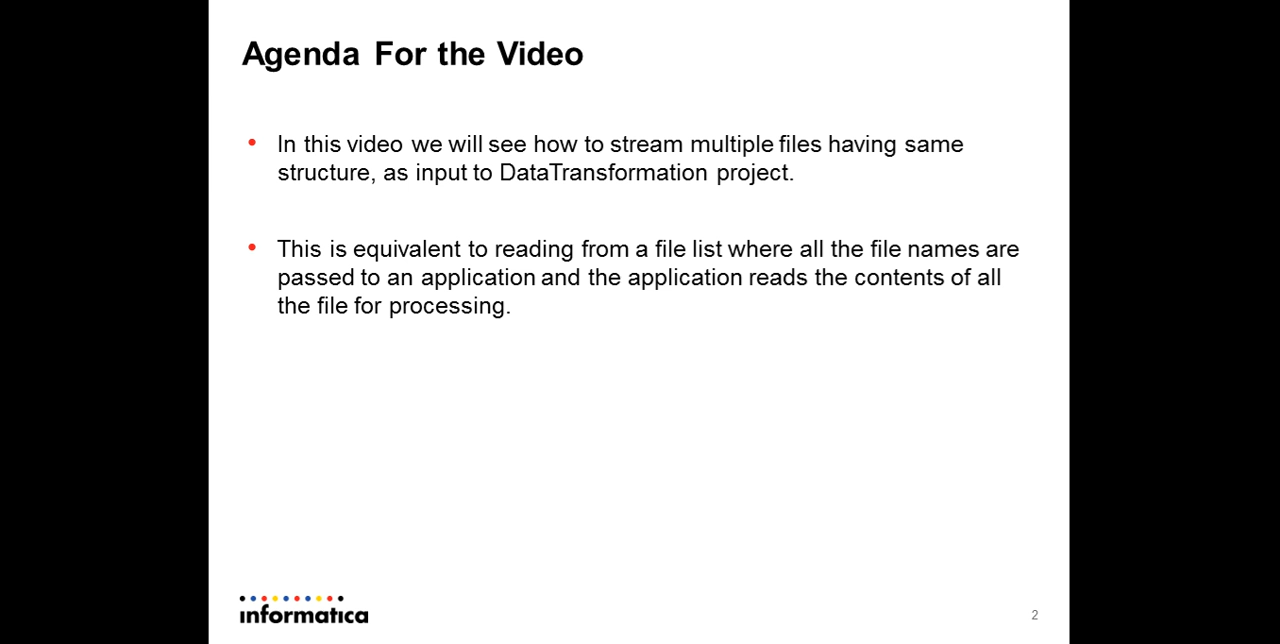 Agenda For the Video
• In this video we will see how to stream multiple files having same
structure, as input to DataTransformation project.
• This is equivalent to reading from a file list where all the file names are
passed to an application and the application reads the contents of all
the file for processing.
informatica
2